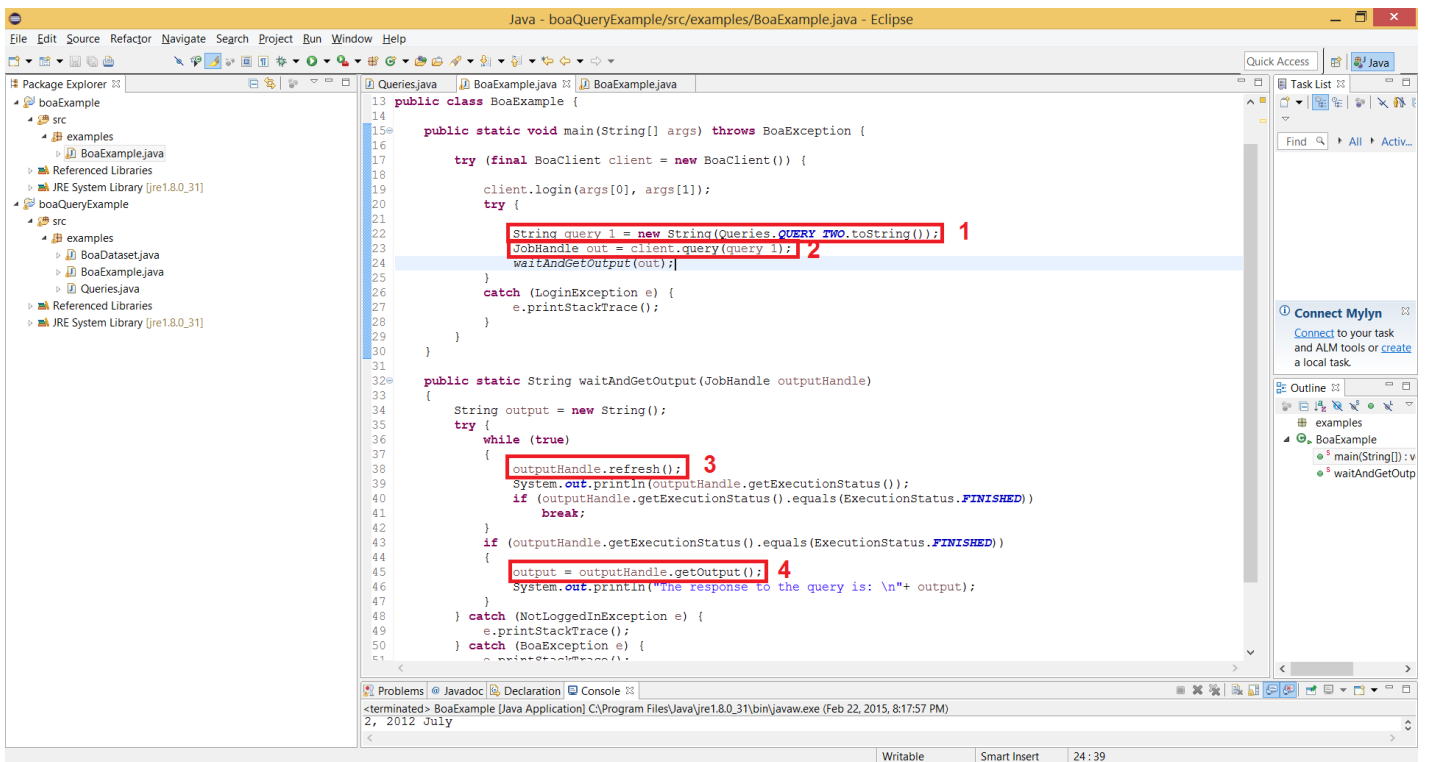 Java - boaQueryExample/src/examples/BoaExample.java - Eclipse
File Edit Source Refactor Navigate Search Project Run Window Help
Quick Access
Java
Package Explorer
boaExample
src
examples
BoaExample.java
Referenced Libraries
JRE System Library [jre1.8.0_31]
boaQueryExample
src
examples
BoaDataset.java
BoaExample.java
Queries.java
Referenced Libraries
JRE System Library [jre1.8.0_31]
Queries.java
BoaExample.java
BoaExample.java
13 public class BoaExample {
14
15 public static void main(String[] args) throws BoaException {
16
17 try (final BoaClient client = new BoaClient()) {
18
19 client.login(args[0], args[1]);
20 try {
21
22 String query_1 = new String(Queries.QUERY_TWO.toString()); 1
23 JobHandle out = client.query(query_1); 2
24 waitAndGetOutput(out);
25 }
26 catch (LoginException e) {
27 e.printStackTrace();
28 }
29 }
30 }
31
32 public static String waitAndGetOutput(JobHandle outputHandle)
33 {
34 String output = new String();
35 try {
36 while (true)
37 {
38 outputHandle.refresh(); 3
39 System.out.println(outputHandle.getExecutionStatus());
40 if (outputHandle.getExecutionStatus().equals(ExecutionStatus.FINISHED))
41 break;
42 }
43 if (outputHandle.getExecutionStatus().equals(ExecutionStatus.FINISHED))
44 {
45 output = outputHandle.getOutput(); 4
46 System.out.println("The response to the query is: \n"+ output);
47 }
48 } catch (NotLoggedInException e) {
49 e.printStackTrace();
50 } catch (BoaException e) {
51 e.printStackTrace();
Task List
Find All Activ...
Connect Mylyn
Connect to your task
and ALM tools or create
a local task.
Outline
examples
BoaExample
main(String[]) : v
waitAndGetOutp
Problems @ Javadoc Declaration Console
<terminated> BoaExample [Java Application] C:\Program Files\Java\jre1.8.0_31\bin\javaw.exe (Feb 22, 2015, 8:17:57 PM)
2, 2012 July
Writable
Smart Insert
24 : 39